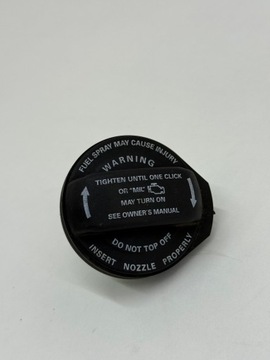 FUEL SPRAY MAY CAUSE INJURY
WARNING
TIGHTEN UNTIL ONE CLICK
OR "MIL"
MAY TURN ON
SEE OWNER'S MANUAL
DO NOT TOP OFF
INSERT NOZZLE PROPERLY